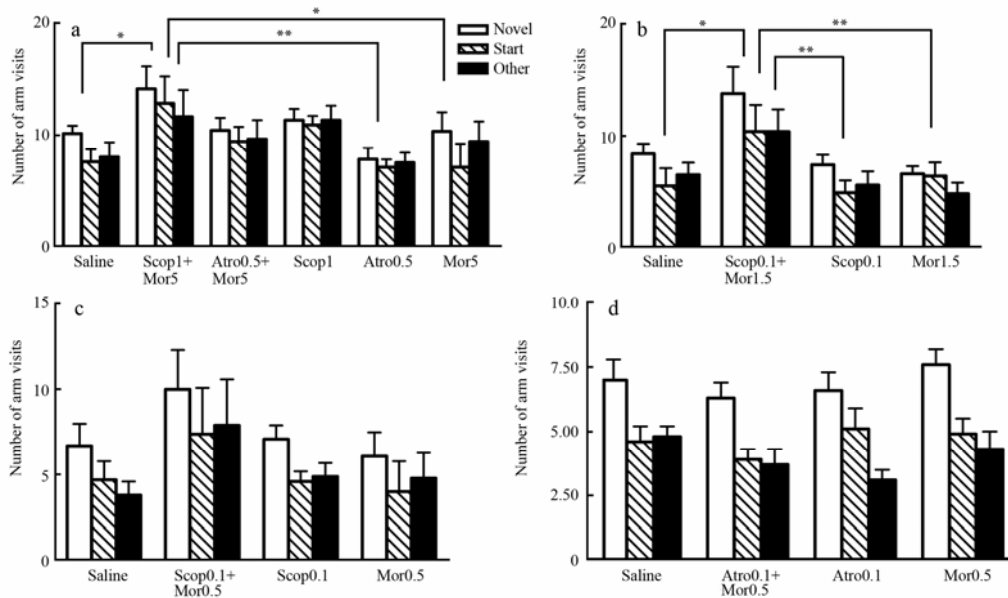 20
10
0
Number of arm visits
a
*
*
**
Novel
Start
Other
Saline
Scop1+
Mor5
Atro0.5+
Mor5
Scop1
Atro0.5
Mor5
20
10
0
Number of arm visits
b
*
**
**
Saline
Scop0.1+
Mor1.5
Scop0.1
Mor1.5
15
10
5
0
Number of arm visits
c
Saline
Scop0.1+
Mor0.5
Scop0.1
Mor0.5
10.0
7.50
5.00
2.50
0
Number of arm visits
d
Saline
Atro0.1+
Mor0.5
Atro0.1
Mor0.5